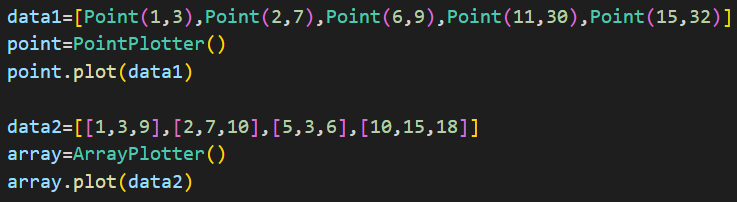 data1=[Point(1,3),Point(2,7),Point(6,9),Point(11,30),Point(15,32)]
point=PointPlotter()
point.plot(data1)
data2=[[1,3,9],[2,7,10],[5,3,6],[10,15,18]]
array=ArrayPlotter()
array.plot(data2)